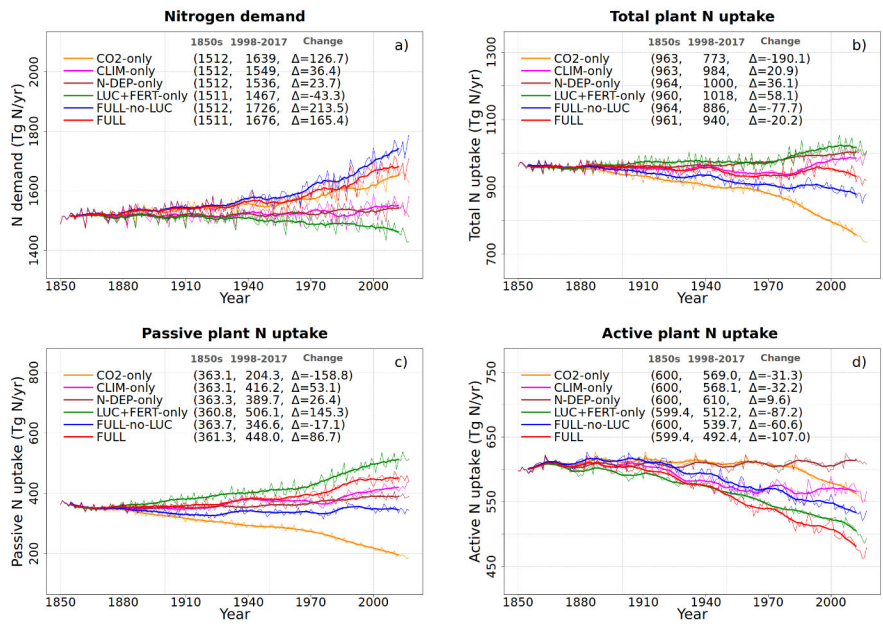 Nitrogen demand
1850s 1998-2017 Change
a)
CO2-only (1512, 1639, Δ=126.7)
CLIM-only (1512, 1549, Δ=36.4)
N-DEP-only (1512, 1536, Δ=23.7)
LUC+FERT-only (1511, 1467, Δ=-43.3)
FULL-no-LUC (1512, 1726, Δ=213.5)
FULL (1511, 1676, Δ=165.4)
N demand (Tg N/yr)
2000
1800
1600
1400
1850 1880 1910 1940 1970 2000
Year
Total plant N uptake
1850s 1998-2017 Change
b)
CO2-only (963, 773, Δ=-190.1)
CLIM-only (963, 984, Δ=20.9)
N-DEP-only (964, 1000, Δ=36.1)
LUC+FERT-only (960, 1018, Δ=58.1)
FULL-no-LUC (964, 886, Δ=-77.7)
FULL (961, 940, Δ=-20.2)
Total N uptake (Tg N/yr)
1300
1100
900
700
1850 1880 1910 1940 1970 2000
Year
Passive plant N uptake
1850s 1998-2017 Change
c)
CO2-only (363.1, 204.3, Δ=-158.8)
CLIM-only (363.1, 416.2, Δ=53.1)
N-DEP-only (363.3, 389.7, Δ=26.4)
LUC+FERT-only (360.8, 506.1, Δ=145.3)
FULL-no-LUC (363.7, 346.6, Δ=-17.1)
FULL (361.3, 448.0, Δ=86.7)
Passive N uptake (Tg N/yr)
800
600
400
200
1850 1880 1910 1940 1970 2000
Year
Active plant N uptake
1850s 1998-2017 Change
d)
CO2-only (600, 569.0, Δ=-31.3)
CLIM-only (600, 568.1, Δ=-32.2)
N-DEP-only (600, 610, Δ=9.6)
LUC+FERT-only (599.4, 512.2, Δ=-87.2)
FULL-no-LUC (600, 539.7, Δ=-60.6)
FULL (599.4, 492.4, Δ=-107.0)
Active N uptake (Tg N/yr)
750
650
550
450
1850 1880 1910 1940 1970 2000
Year